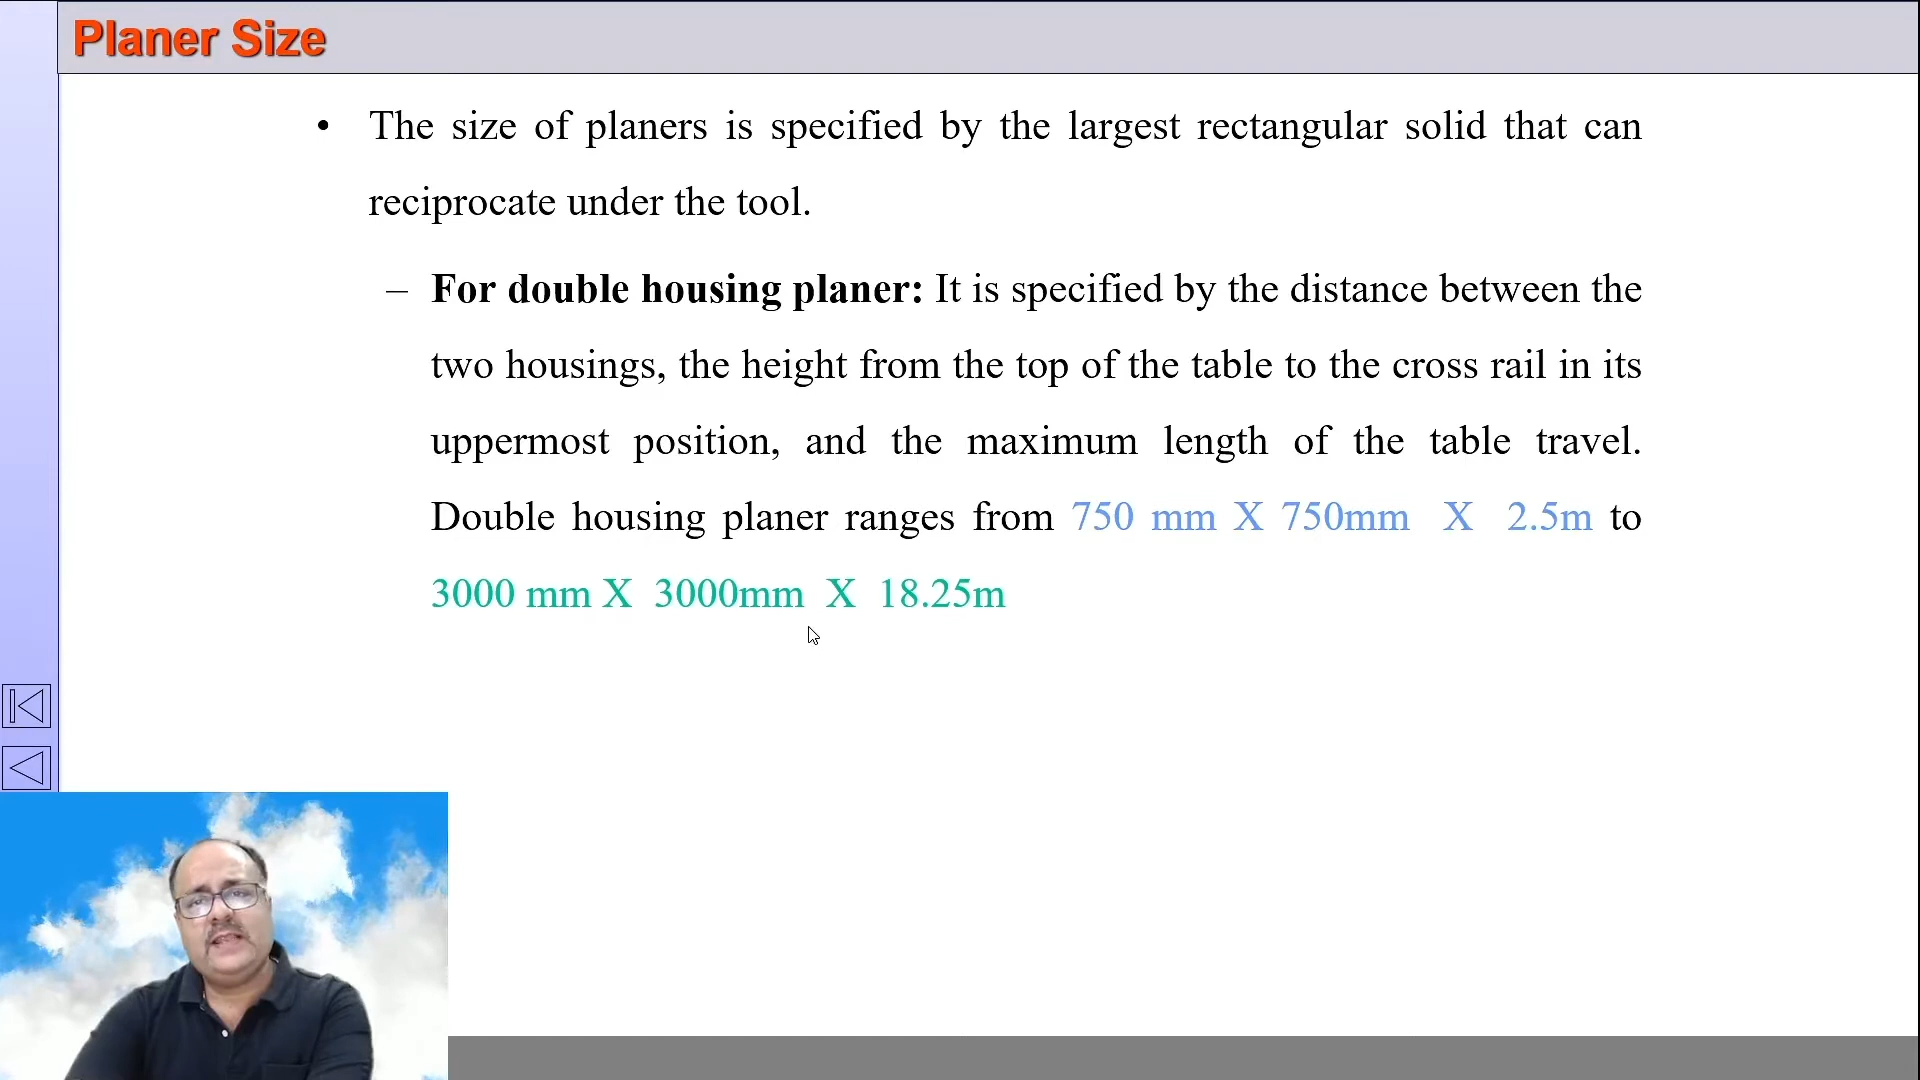 Planer Size
• The size of planers is specified by the largest rectangular solid that can
reciprocate under the tool.
– For double housing planer: It is specified by the distance between the
two housings, the height from the top of the table to the cross rail in its
uppermost position, and the maximum length of the table travel.
Double housing planer ranges from 750 mm X 750mm X 2.5m to
3000 mm X 3000mm X 18.25m